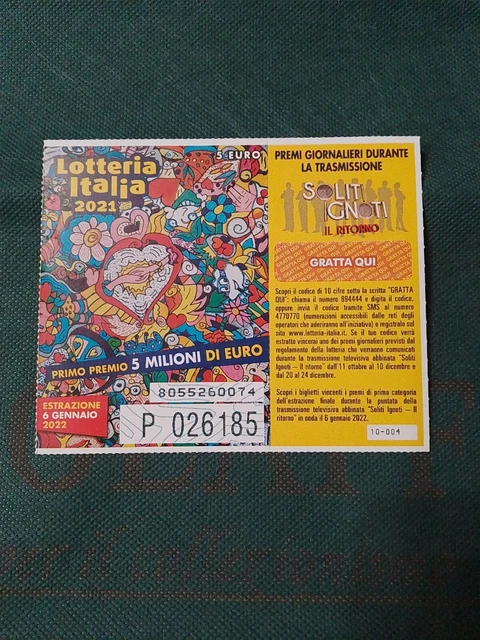 5 EURO
Lotteria
Italia
2021
PRIMO PREMIO 5 MILIONI DI EURO
8055260074
ESTRAZIONE
6 GENNAIO
2022
P 026185
PREMI GIORNALIERI DURANTE
LA TRASMISSIONE
SOLITI
IGNOTI
IL RITORNO
GRATTA QUI
Scopri il codice di 10 cifre sotto la scritta "GRATTA
QUI": chiama il numero 894444 e digita il codice,
oppure invia il codice tramite SMS al numero
4770770 (numerazioni accessibili dalle reti degli
operatori che aderiranno all'iniziativa) e registralo sul
sito www.lotteria-italia.it. Se il tuo codice verrà
estratto vincerai uno dei premi giornalieri previsti dal
regolamento della lotteria che verranno comunicati
durante la trasmissione televisiva abbinata "Soliti
Ignoti – Il ritorno" dall'11 ottobre al 10 dicembre e
dal 20 al 24 dicembre.
Scopri i biglietti vincenti i premi di prima categoria
dell'estrazione finale durante la puntata della
trasmissione televisiva abbinata "Soliti Ignoti – Il
ritorno" in onda il 6 gennaio 2022.
10-004